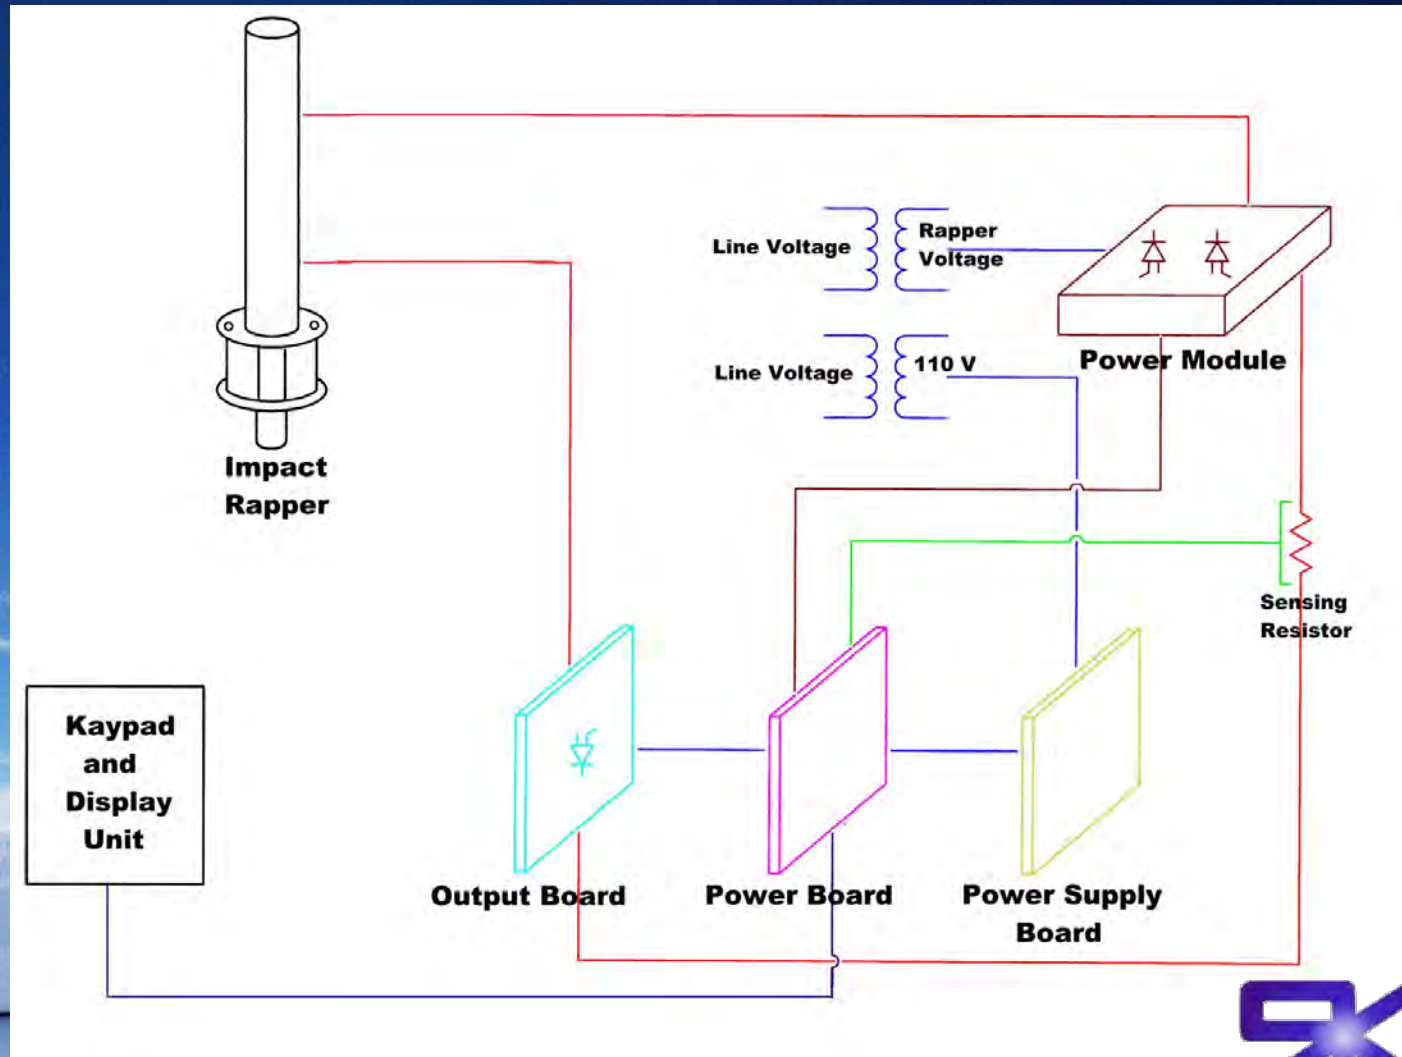 Line Voltage
Rapper
Voltage
Line Voltage
110 V
Power Module
Impact
Rapper
Sensing
Resistor
Kaypad
and
Display
Unit
Output Board
Power Board
Power Supply
Board